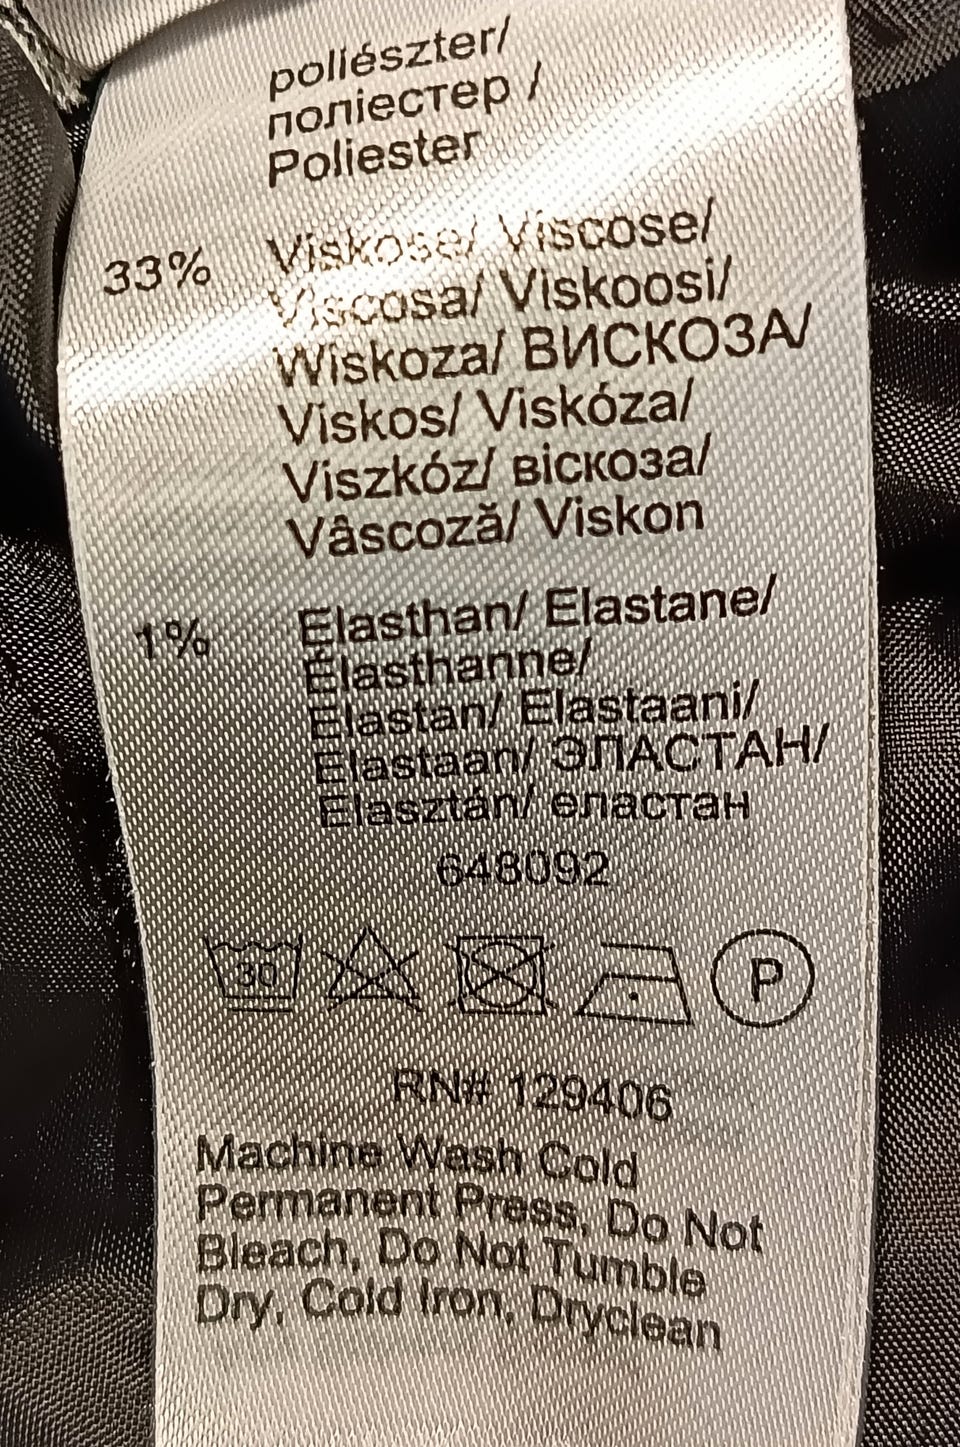 poliészter/
поліестер /
Poliester
33% Viskose/ Viscose/
Viscosa/ Viskoosi/
Wiskoza/ ВИСКОЗА/
Viskos/ Viskóza/
Viszkóz/ віскоза/
Vâscoză/ Viskon
1% Elasthan/ Elastane/
Élasthanne/
Elastan/ Elastaani/
Elastaan/ ЭЛАСТАН/
Elasztán/ еластан
648092
30 P
RN# 129406
Machine Wash Cold
Permanent Press, Do Not
Bleach, Do Not Tumble
Dry, Cold Iron, Dryclean